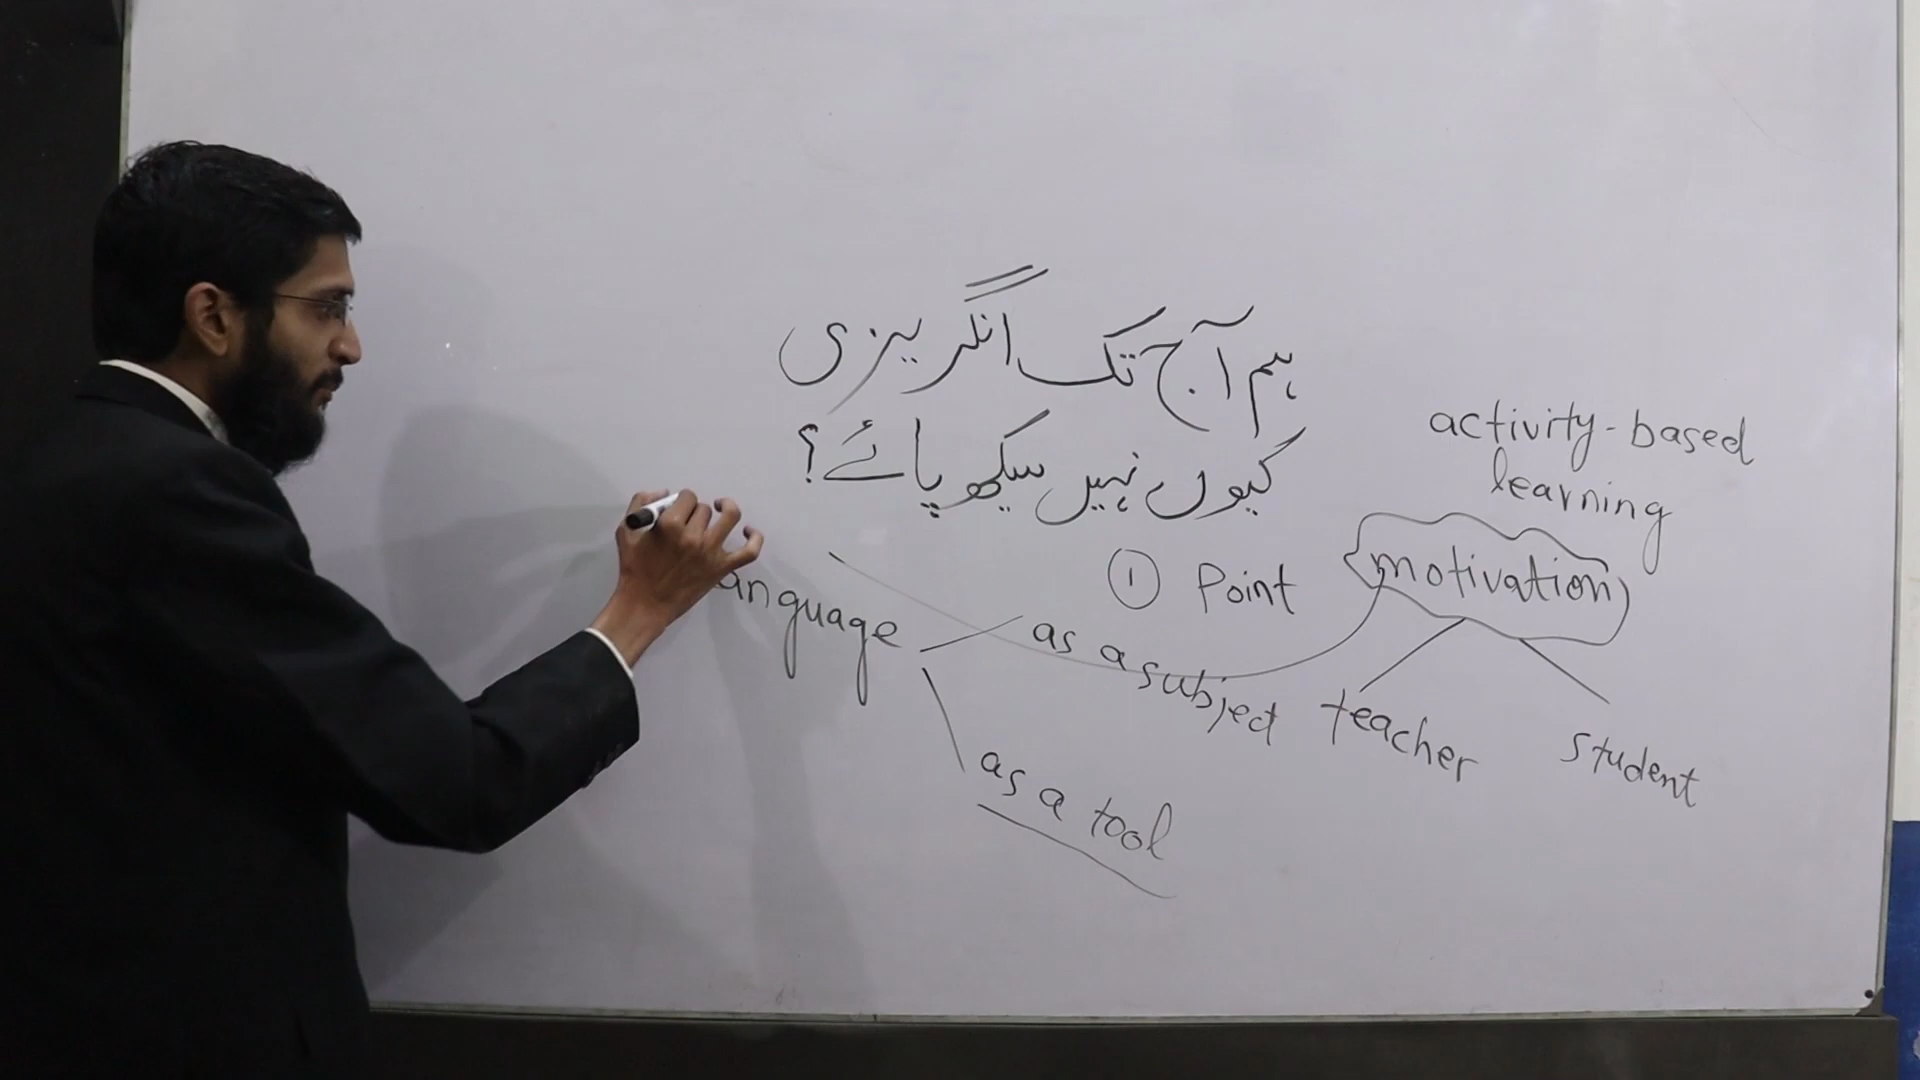 ہم آج تک انگریزی
کیوں نہیں سیکھ پائے؟
activity-based
learning
① Point
motivation
anguage
as a subject
teacher
student
as a tool